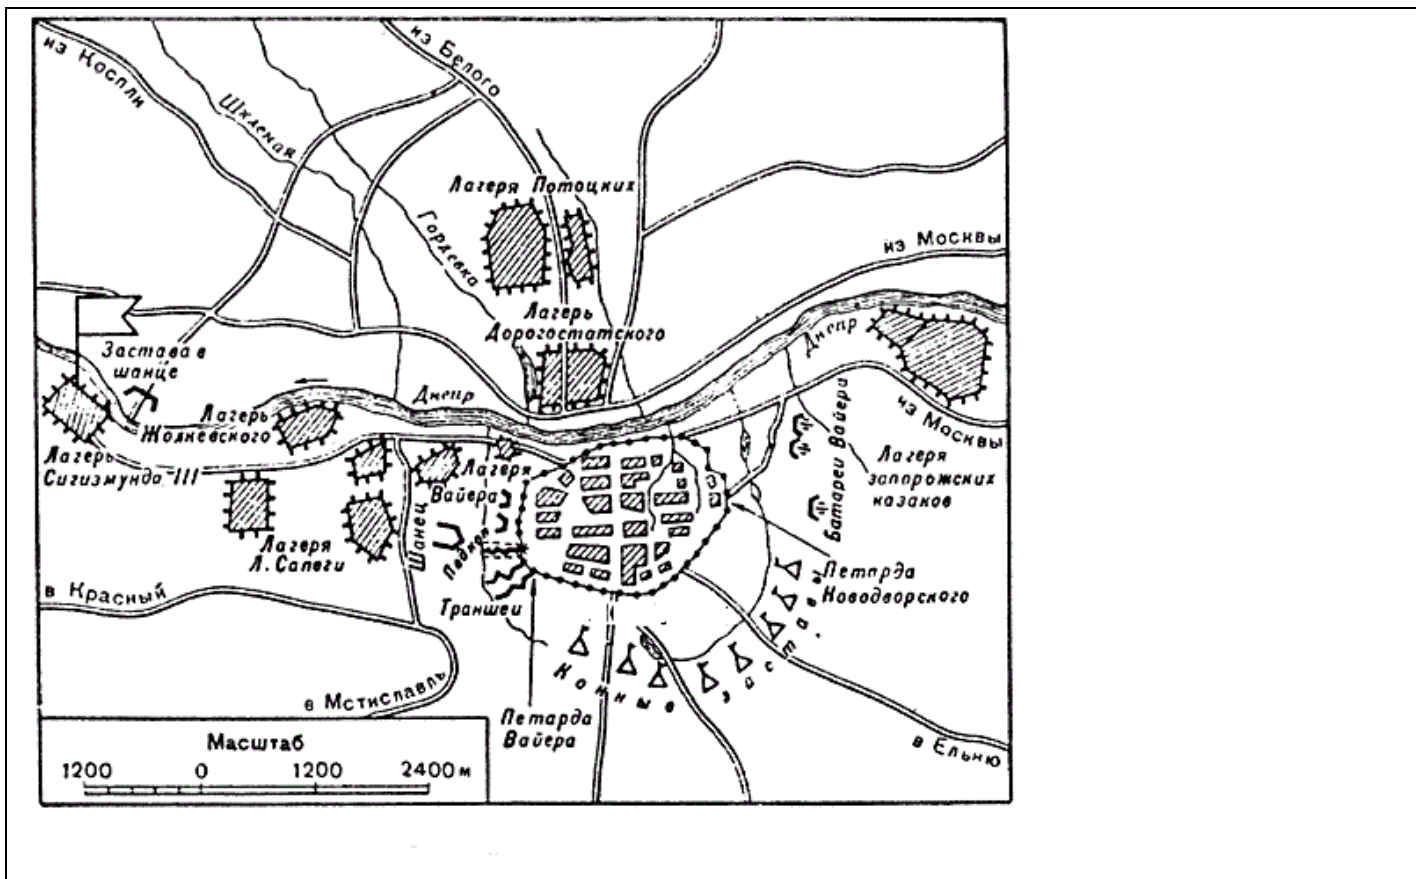 из Каспли
из Белого
Шкленая
Гордевка
Лагеря Потоцких
из Москвы
Лагерь
Дорогостатского
Днепр
Застава в
шанце
Днепр
Лагерь
Жолкевского
Лагерь
Сигизмунда III
из Москвы
Батареи Вайера
Лагеря
запорожских
казаков
Лагеря
Вайера
Лагеря
Л. Сапеги
Шанец
Подкоп
Траншеи
Петарда
Новодворского
в Красный
Конные заставы
в Мстиславль
Петарда
Вайера
в Ельню
Масштаб
1200 0 1200 2400 м